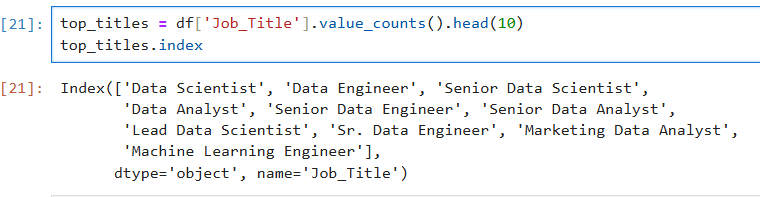 [21]: top_titles = df['Job_Title'].value_counts().head(10)
top_titles.index
[21]: Index(['Data Scientist', 'Data Engineer', 'Senior Data Scientist',
'Data Analyst', 'Senior Data Engineer', 'Senior Data Analyst',
'Lead Data Scientist', 'Sr. Data Engineer', 'Marketing Data Analyst',
'Machine Learning Engineer'],
dtype='object', name='Job_Title')